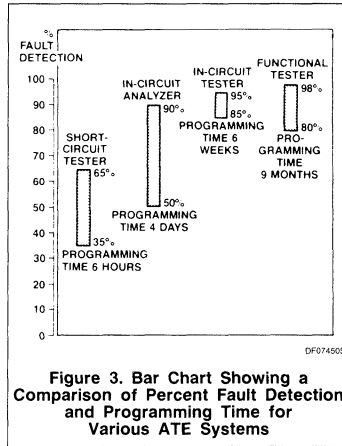 %
FAULT
DETECTION
100
90
80
70
60
50
40
30
20
10
0
SHORT-
CIRCUIT
TESTER
65%
35%
PROGRAMMING
TIME 6 HOURS
IN-CIRCUIT
ANALYZER
90%
50%
PROGRAMMING
TIME 4 DAYS
IN-CIRCUIT
TESTER
95%
85%
PROGRAMMING
TIME 6
WEEKS
FUNCTIONAL
TESTER
98%
80%
PRO-
GRAMMING
TIME
9 MONTHS
DF07450S
Figure 3. Bar Chart Showing a
Comparison of Percent Fault Detection
and Programming Time for
Various ATE Systems